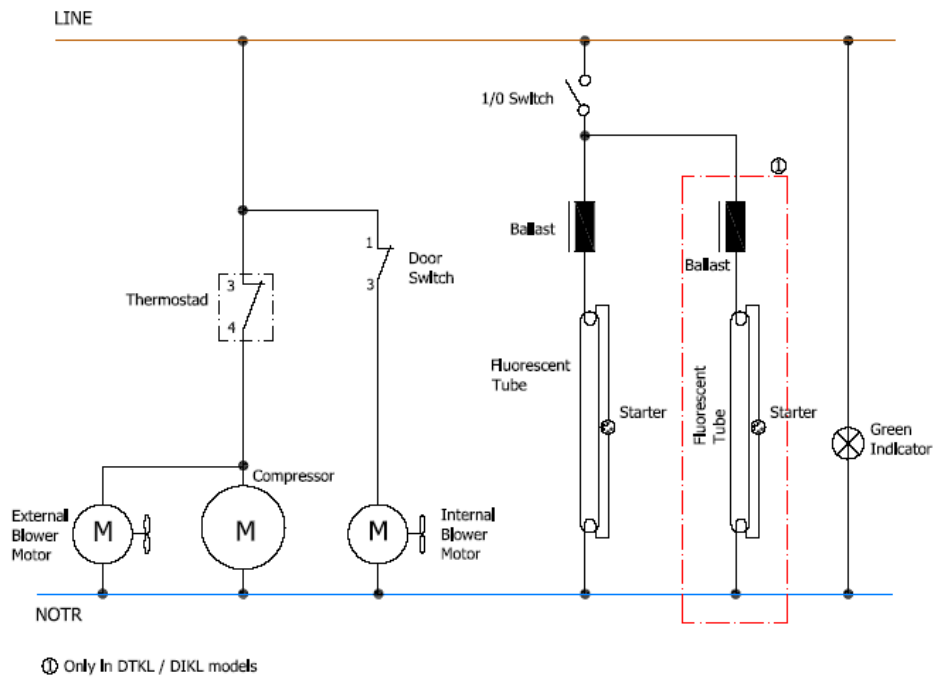 LINE
1/0 Switch
①
Ballast
Ballast
1
3
Door
Switch
Thermostad
3
4
Fluorescent
Tube
Starter
Fluorescent
Tube
Starter
Green
Indicator
Compressor
External
Blower
Motor
M
M
M
Internal
Blower
Motor
NOTR
① Only in DTKL / DIKL models